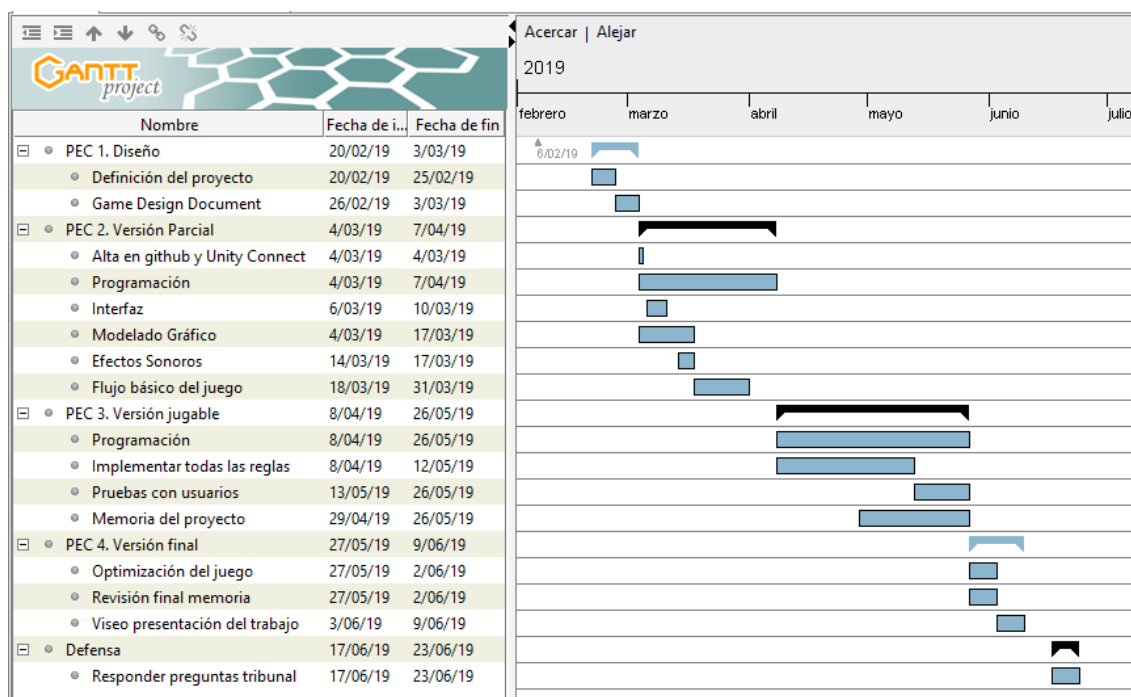 Acercar | Alejar
GANTT project
2019
febrero marzo abril mayo junio julio
Nombre Fecha de i... Fecha de fin
6/02/19
PEC 1. Diseño 20/02/19 3/03/19
Definición del proyecto 20/02/19 25/02/19
Game Design Document 26/02/19 3/03/19
PEC 2. Versión Parcial 4/03/19 7/04/19
Alta en github y Unity Connect 4/03/19 4/03/19
Programación 4/03/19 7/04/19
Interfaz 6/03/19 10/03/19
Modelado Gráfico 4/03/19 17/03/19
Efectos Sonoros 14/03/19 17/03/19
Flujo básico del juego 18/03/19 31/03/19
PEC 3. Versión jugable 8/04/19 26/05/19
Programación 8/04/19 26/05/19
Implementar todas las reglas 8/04/19 12/05/19
Pruebas con usuarios 13/05/19 26/05/19
Memoria del proyecto 29/04/19 26/05/19
PEC 4. Versión final 27/05/19 9/06/19
Optimización del juego 27/05/19 2/06/19
Revisión final memoria 27/05/19 2/06/19
Viseo presentación del trabajo 3/06/19 9/06/19
Defensa 17/06/19 23/06/19
Responder preguntas tribunal 17/06/19 23/06/19